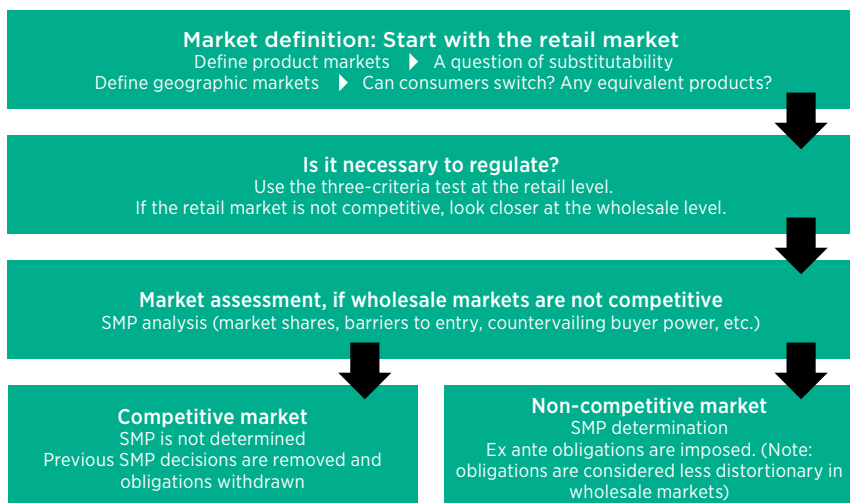 Market definition: Start with the retail market
Define product markets ▶ A question of substitutability
Define geographic markets ▶ Can consumers switch? Any equivalent products?
Is it necessary to regulate?
Use the three-criteria test at the retail level.
If the retail market is not competitive, look closer at the wholesale level.
Market assessment, if wholesale markets are not competitive
SMP analysis (market shares, barriers to entry, countervailing buyer power, etc.)
Competitive market
SMP is not determined
Previous SMP decisions are removed and
obligations withdrawn
Non-competitive market
SMP determination
Ex ante obligations are imposed. (Note:
obligations are considered less distortionary in
wholesale markets)